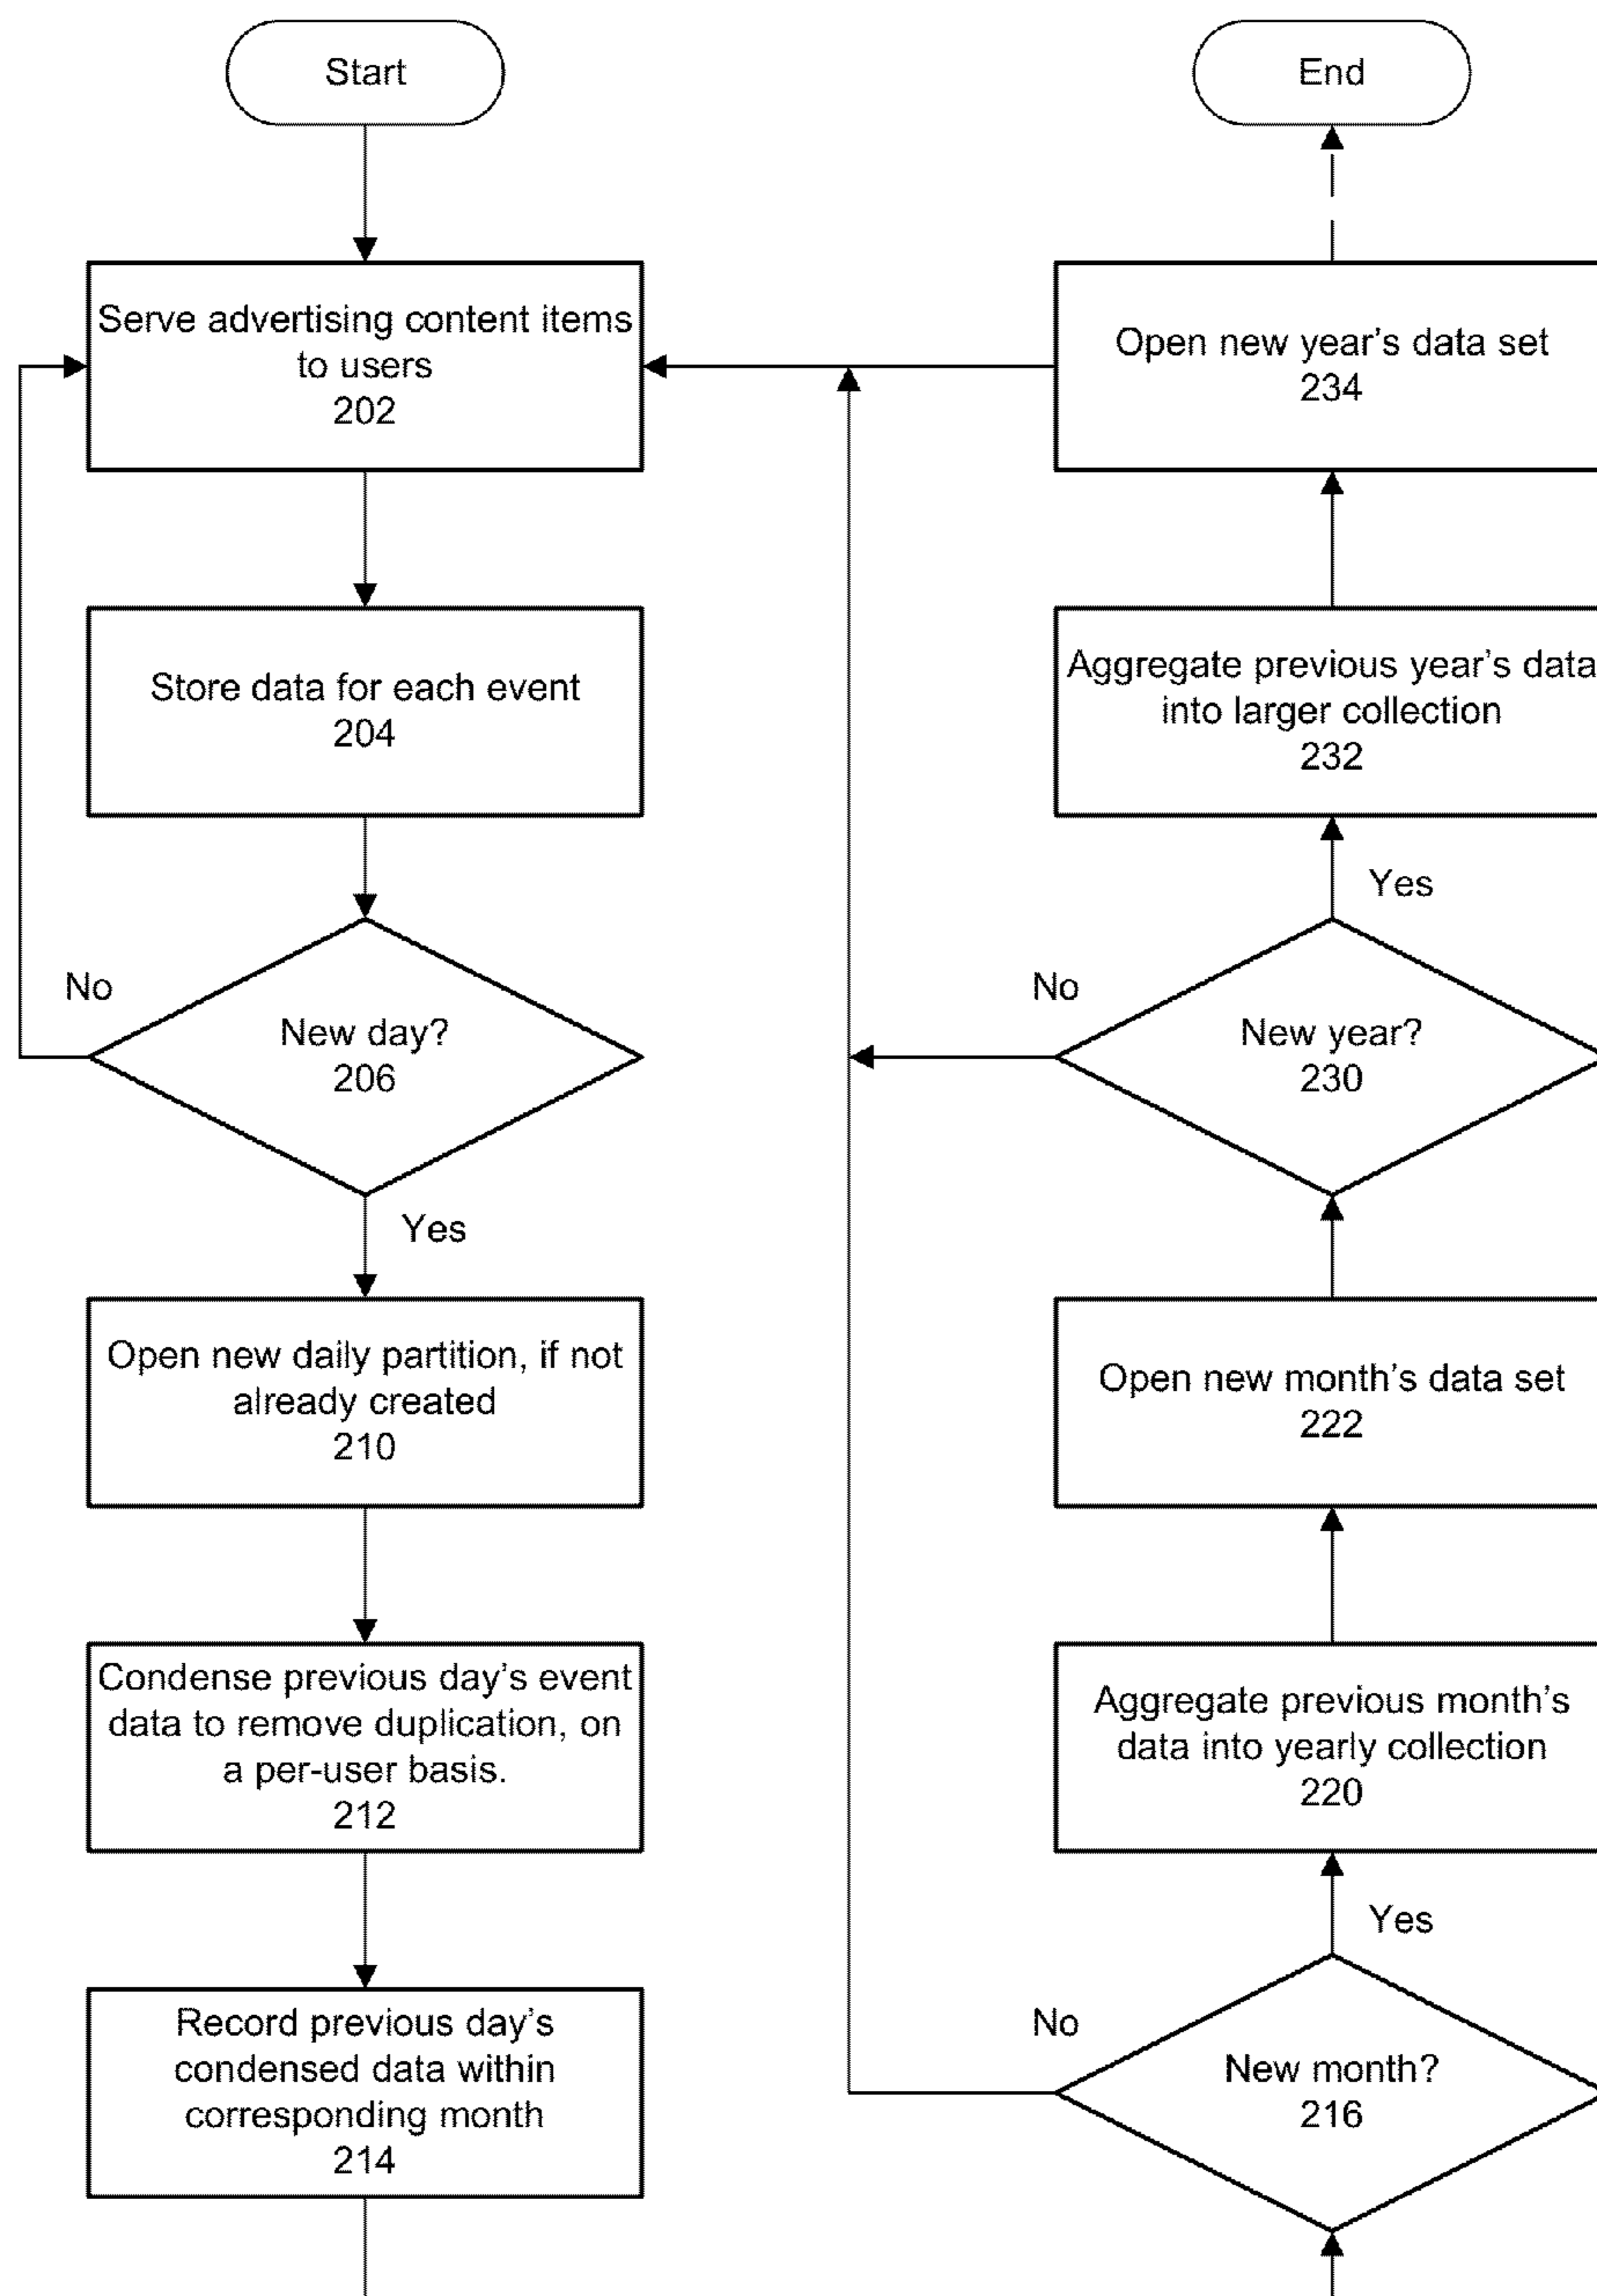 Start
Serve advertising content items
to users
202
Store data for each event
204
No
New day?
206
Yes
Open new daily partition, if not
already created
210
Condense previous day's event
data to remove duplication, on
a per-user basis.
212
Record previous day's
condensed data within
corresponding month
214
End
Open new year's data set
234
Aggregate previous year's data
into larger collection
232
Yes
No
New year?
230
Open new month's data set
222
Aggregate previous month's
data into yearly collection
220
Yes
No
New month?
216